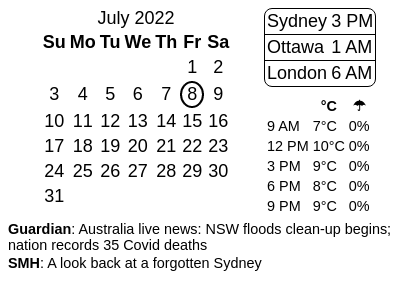 July 2022
Su Mo Tu We Th Fr Sa
1 2
3 4 5 6 7 8 9
10 11 12 13 14 15 16
17 18 19 20 21 22 23
24 25 26 27 28 29 30
31
Sydney 3 PM
Ottawa 1 AM
London 6 AM
°C ☂
9 AM 7°C 0%
12 PM 10°C 0%
3 PM 9°C 0%
6 PM 8°C 0%
9 PM 9°C 0%
Guardian: Australia live news: NSW floods clean-up begins;
nation records 35 Covid deaths
SMH: A look back at a forgotten Sydney